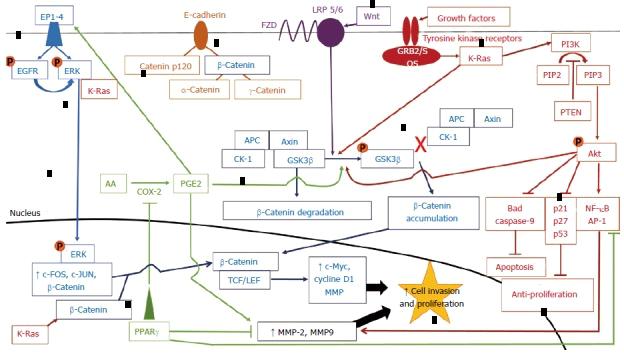 EP1-4
E-cadherin
LRP 5/6
FZD
Wnt
Growth factors
Tyrosine kinase receptors
GRB2/S
OS
K-Ras
PI3K
P
EGFR
P
ERK
K-Ras
Catenin p120
β-Catenin
α-Catenin
γ-Catenin
PIP2
PIP3
PTEN
APC
Axin
CK-1
GSK3β
P
GSK3β
X
APC
Axin
CK-1
P
Akt
AA
COX-2
PGE2
β-Catenin degradation
β-Catenin
accumulation
Bad
caspase-9
p21
p27
p53
NF-κB
AP-1
Nucleus
P
ERK
↑ c-FOS, c-JUN,
β-Catenin
β-Catenin
TCF/LEF
↑ c-Myc,
cycline D1
MMP
↑ Cell invasion
and proliferation
Apoptosis
Anti-proliferation
β-Catenin
K-Ras
PPARγ
↑ MMP-2, MMP9